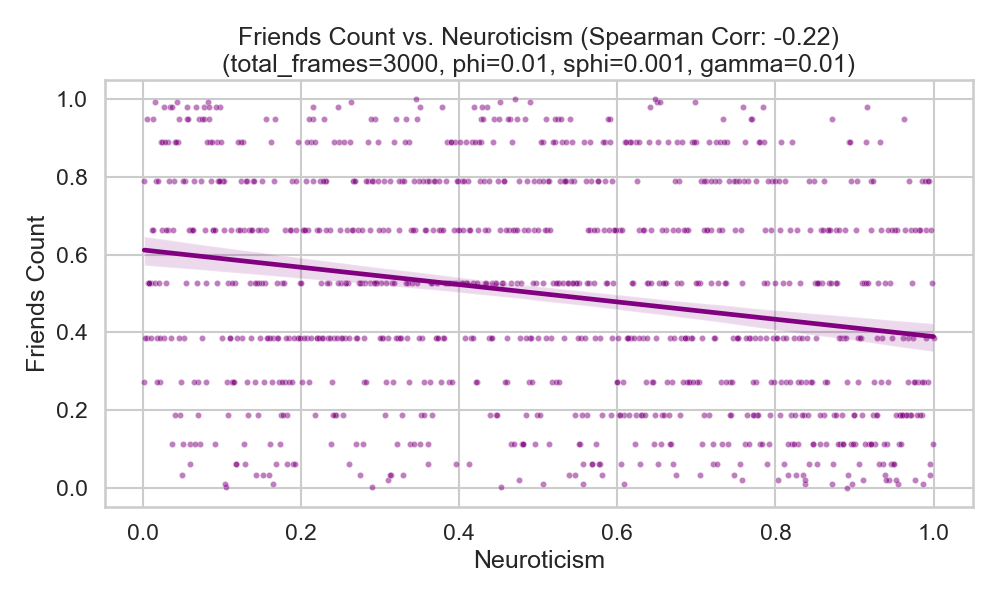 Friends Count vs. Neuroticism (Spearman Corr: -0.22)
(total_frames=3000, phi=0.01, sphi=0.001, gamma=0.01)
Friends Count
1.0
0.8
0.6
0.4
0.2
0.0
0.0 0.2 0.4 0.6 0.8 1.0
Neuroticism